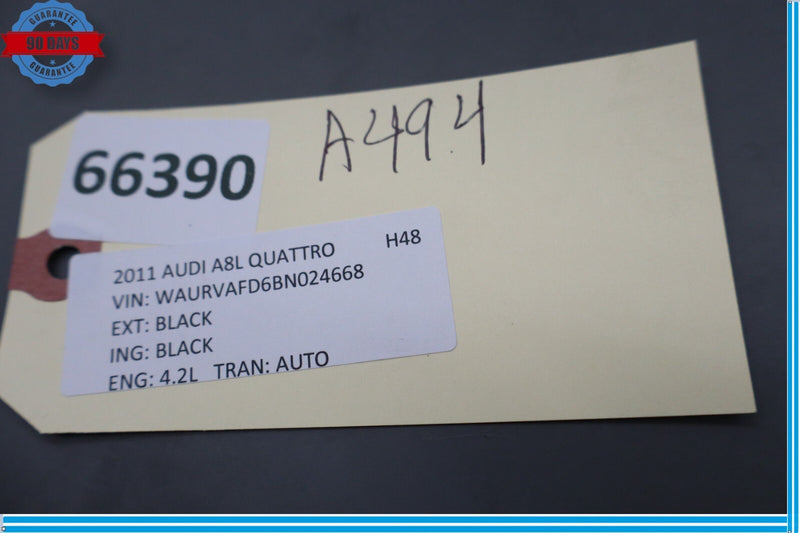 GUARANTEE
90 DAYS
GUARANTEE
A494
66390
2011 AUDI A8L QUATTRO H48
VIN: WAURVAFD6BN024668
EXT: BLACK
ING: BLACK
ENG: 4.2L TRAN: AUTO